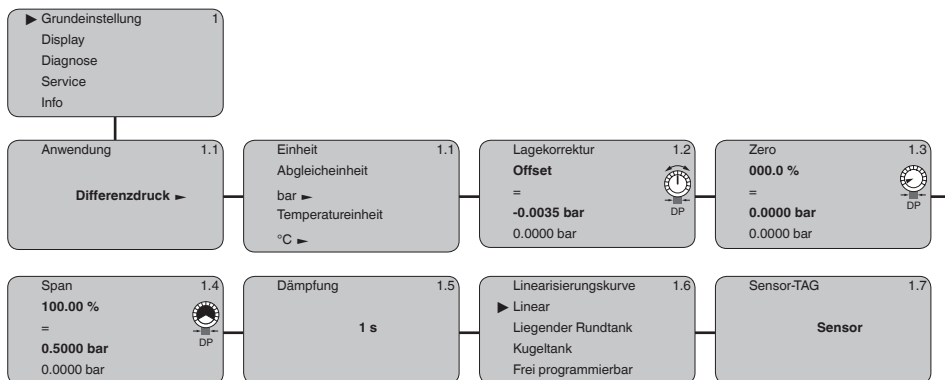 Grundeinstellung 1
Display
Diagnose
Service
Info
Anwendung 1.1
Differenzdruck
Einheit 1.1
Abgleicheinheit
bar
Temperatureinheit
°C
Lagekorrektur 1.2
Offset
=
-0.0035 bar
0.0000 bar
DP
Zero 1.3
000.0 %
=
0.0000 bar
0.0000 bar
DP
Span 1.4
100.00 %
=
0.5000 bar
0.0000 bar
DP
Dämpfung 1.5
1 s
Linearisierungskurve 1.6
Linear
Liegender Rundtank
Kugeltank
Frei programmierbar
Sensor-TAG 1.7
Sensor